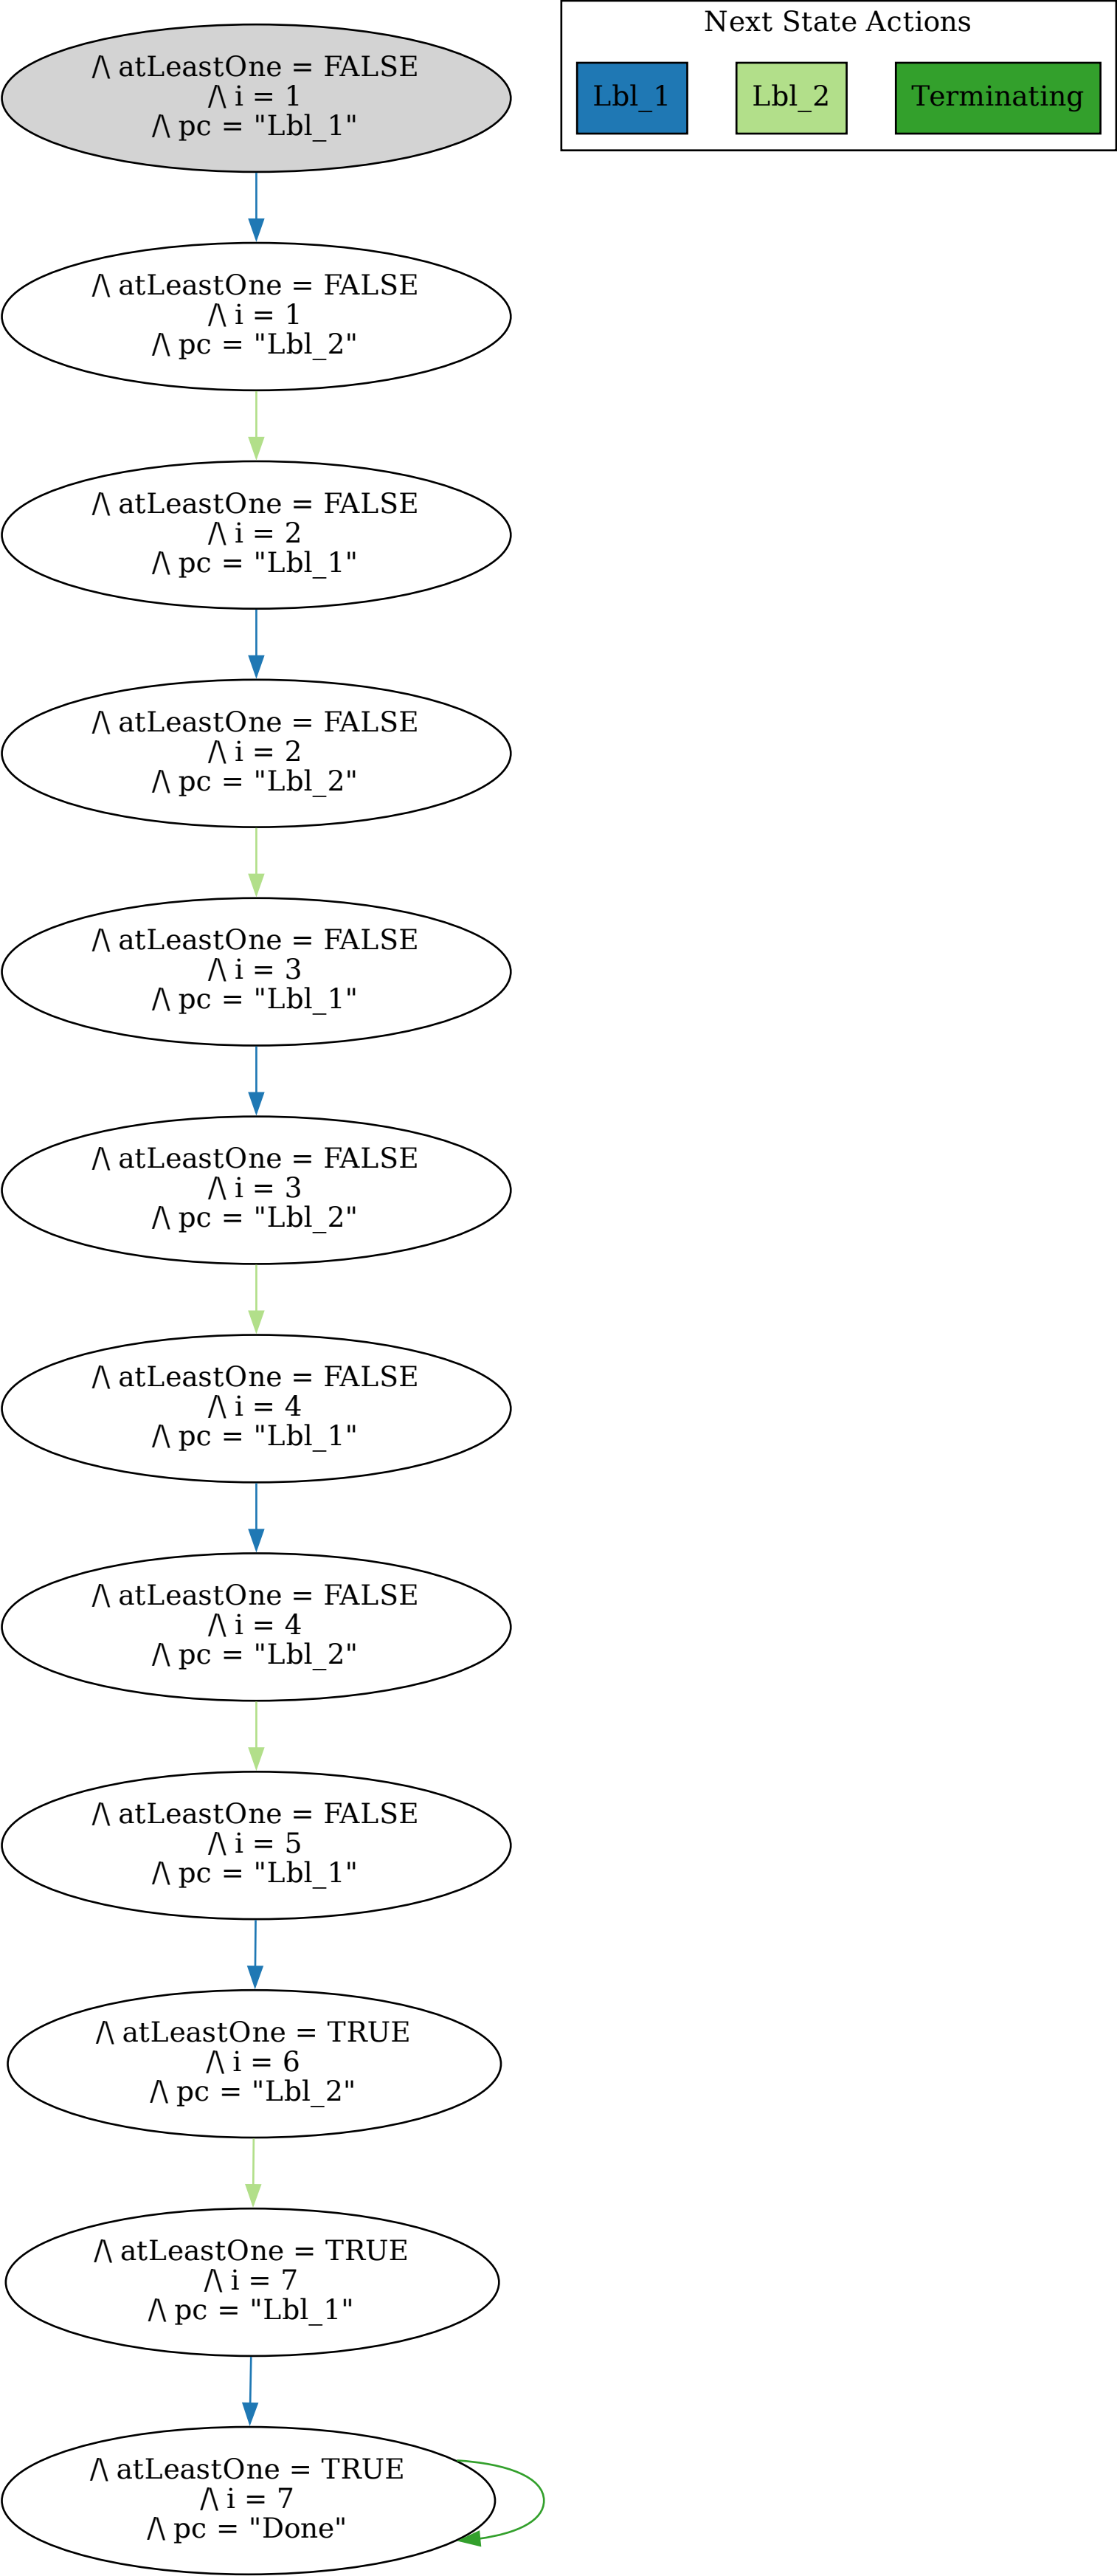 /\ atLeastOne = FALSE
/\ i = 1
/\ pc = "Lbl_1"
Next State Actions
Lbl_1
Lbl_2
Terminating
/\ atLeastOne = FALSE
/\ i = 1
/\ pc = "Lbl_2"
/\ atLeastOne = FALSE
/\ i = 2
/\ pc = "Lbl_1"
/\ atLeastOne = FALSE
/\ i = 2
/\ pc = "Lbl_2"
/\ atLeastOne = FALSE
/\ i = 3
/\ pc = "Lbl_1"
/\ atLeastOne = FALSE
/\ i = 3
/\ pc = "Lbl_2"
/\ atLeastOne = FALSE
/\ i = 4
/\ pc = "Lbl_1"
/\ atLeastOne = FALSE
/\ i = 4
/\ pc = "Lbl_2"
/\ atLeastOne = FALSE
/\ i = 5
/\ pc = "Lbl_1"
/\ atLeastOne = TRUE
/\ i = 6
/\ pc = "Lbl_2"
/\ atLeastOne = TRUE
/\ i = 7
/\ pc = "Lbl_1"
/\ atLeastOne = TRUE
/\ i = 7
/\ pc = "Done"